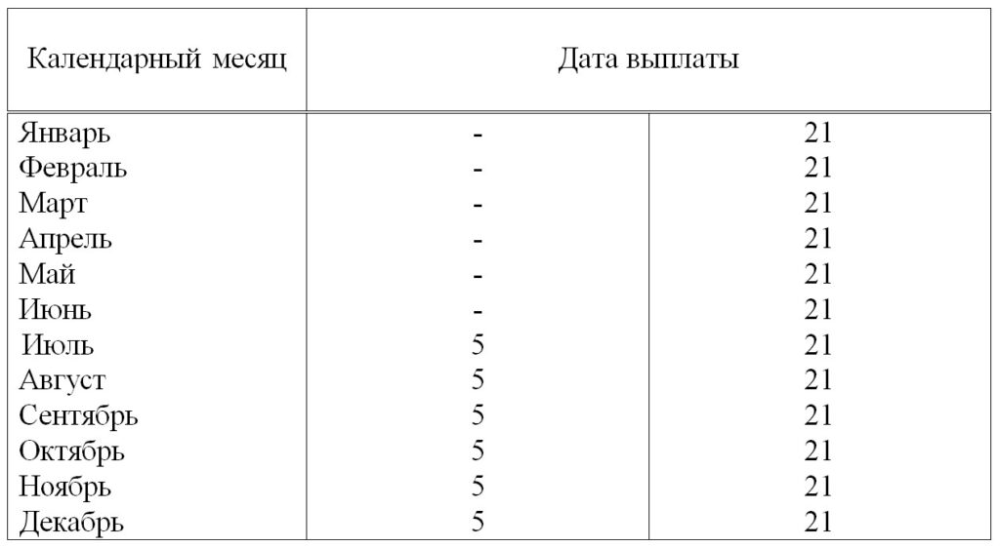 Календарный месяц Дата выплаты
Январь - 21
Февраль - 21
Март - 21
Апрель - 21
Май - 21
Июнь - 21
Июль 5 21
Август 5 21
Сентябрь 5 21
Октябрь 5 21
Ноябрь 5 21
Декабрь 5 21